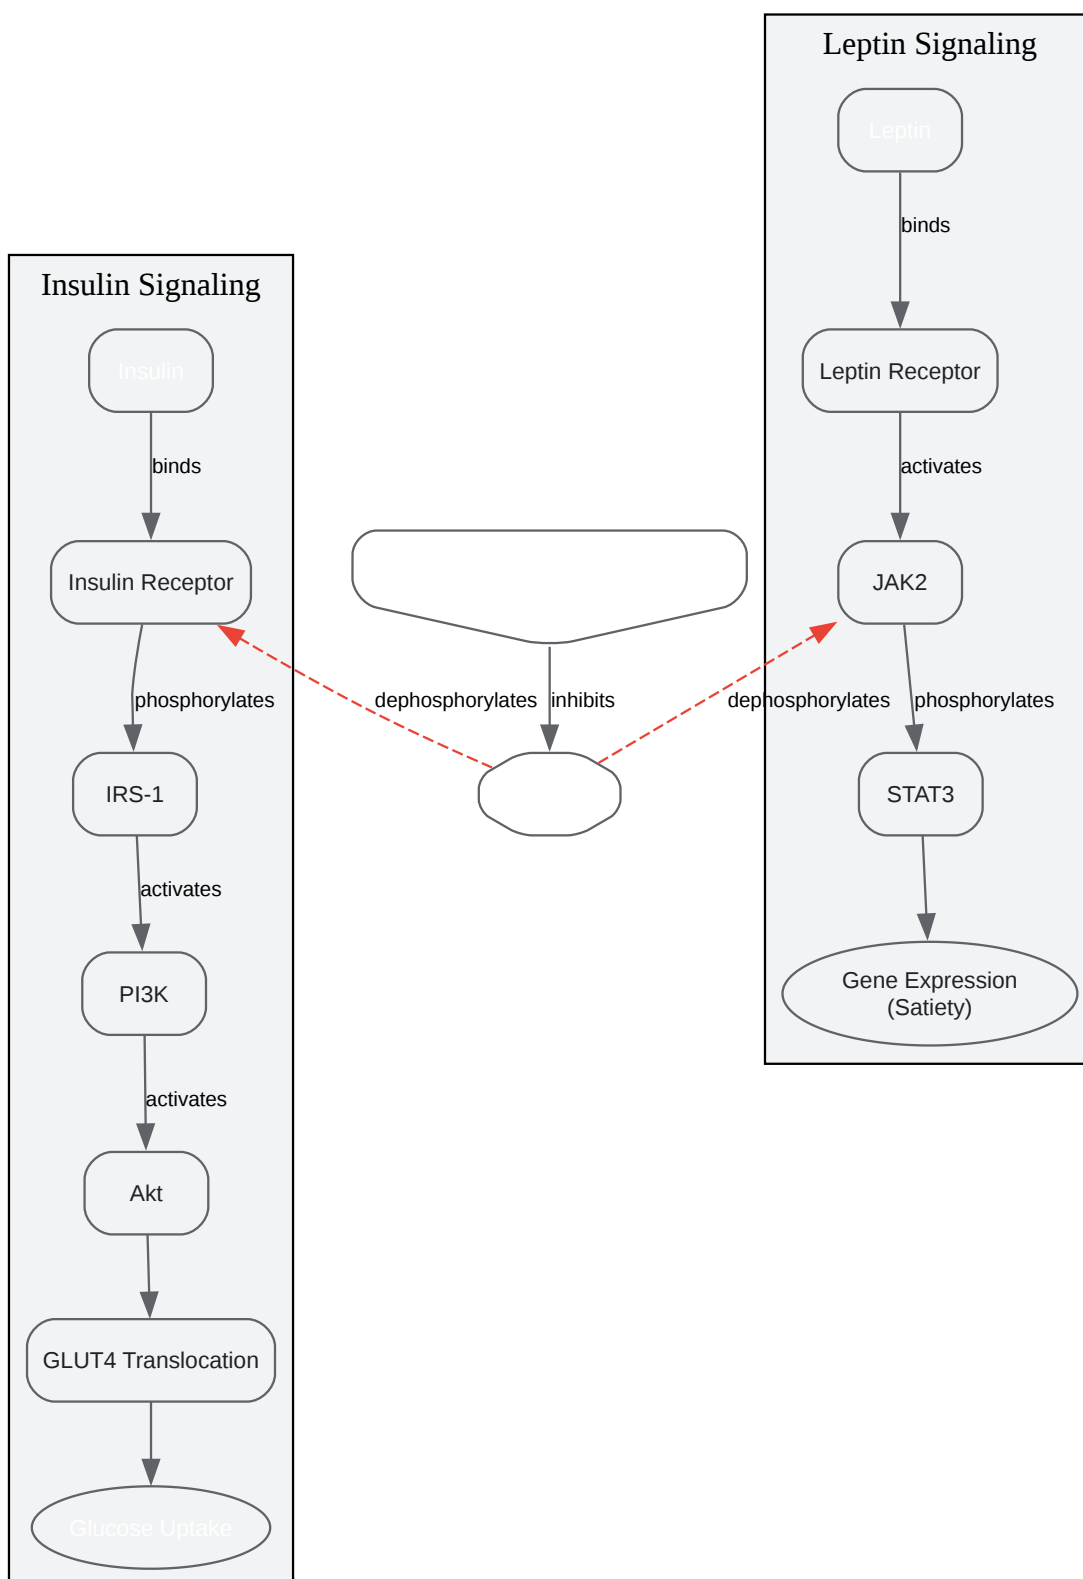 Leptin Signaling
Leptin
binds
Insulin Signaling
Insulin
Leptin Receptor
binds
activates
Insulin Receptor
JAK2
phosphorylates
dephosphorylates
inhibits
dephosphorylates
phosphorylates
IRS-1
STAT3
activates
PI3K
Gene Expression
(Satiety)
activates
Akt
GLUT4 Translocation
Glucose Uptake